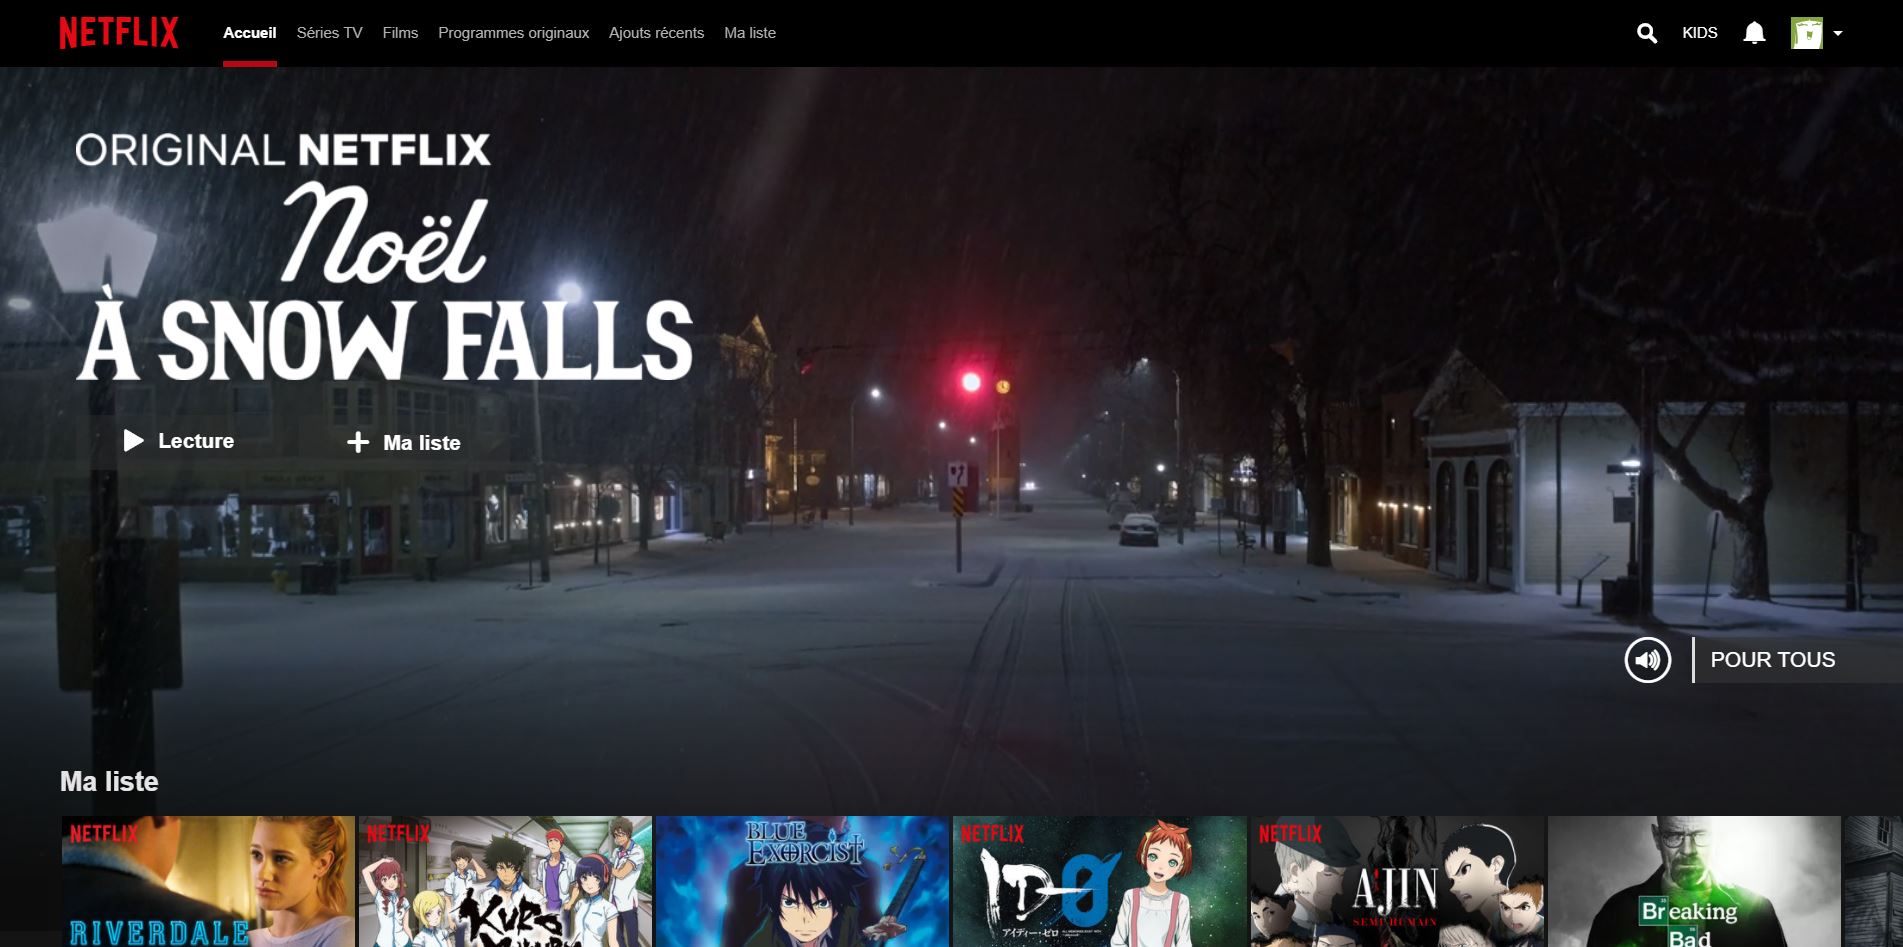 NETFLIX
Accueil
Séries TV
Films
Programmes originaux
Ajouts récents
Ma liste
KIDS
ORIGINAL NETFLIX
Noël
À SNOW FALLS
Lecture
Ma liste
POUR TOUS
Ma liste
NETFLIX
RIVERDALE
NETFLIX
BLUE
EXORCIST
NETFLIX
ID-0
アイディー・ゼロ
NETFLIX
AJIN
SEMI HUMAIN
Breaking
Bad